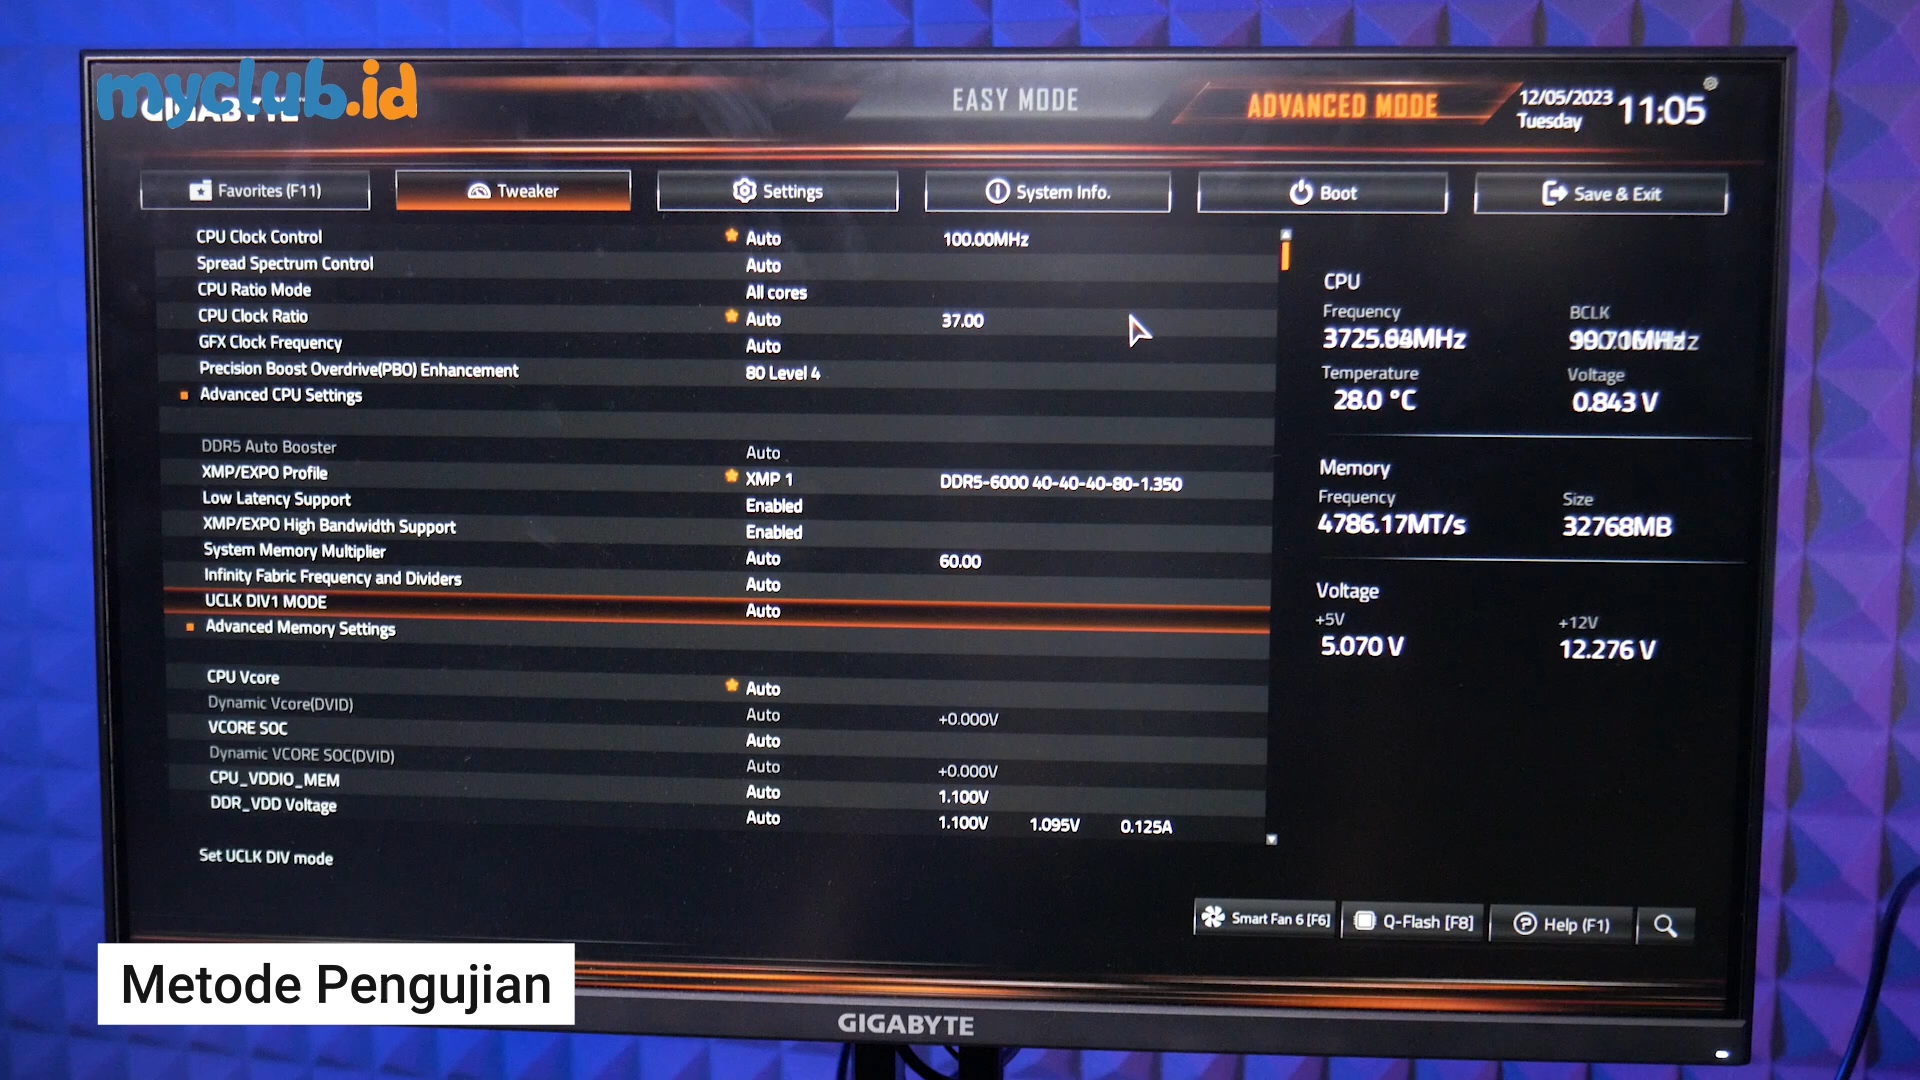 myclub.id
GIGABYTE
EASY MODE
ADVANCED MODE
12/05/2023
Tuesday
11:05
Favorites (F11)
Tweaker
Settings
System Info.
Boot
Save & Exit
CPU Clock Control Auto 100.00MHz
Spread Spectrum Control Auto
CPU Ratio Mode All cores
CPU Clock Ratio Auto 37.00
GFX Clock Frequency Auto
Precision Boost Overdrive(PBO) Enhancement 80 Level 4
Advanced CPU Settings
DDR5 Auto Booster Auto
XMP/EXPO Profile XMP 1 DDR5-6000 40-40-40-80-1.350
Low Latency Support Enabled
XMP/EXPO High Bandwidth Support Enabled
System Memory Multiplier Auto 60.00
Infinity Fabric Frequency and Dividers Auto
UCLK DIV1 MODE Auto
Advanced Memory Settings
CPU Vcore Auto
Dynamic Vcore(DVID) Auto +0.000V
VCORE SOC Auto
Dynamic VCORE SOC(DVID) Auto +0.000V
CPU_VDDIO_MEM Auto 1.100V
DDR_VDD Voltage Auto 1.100V 1.095V 0.125A
Set UCLK DIV mode
CPU
Frequency BCLK
Temperature Voltage
28.0 °C 0.843 V
Memory
Frequency Size
4786.17MT/s 32768MB
Voltage
+5V +12V
5.070 V 12.276 V
Smart Fan 6 [F6]
Q-Flash [F8]
Help (F1)
Metode Pengujian
GIGABYTE